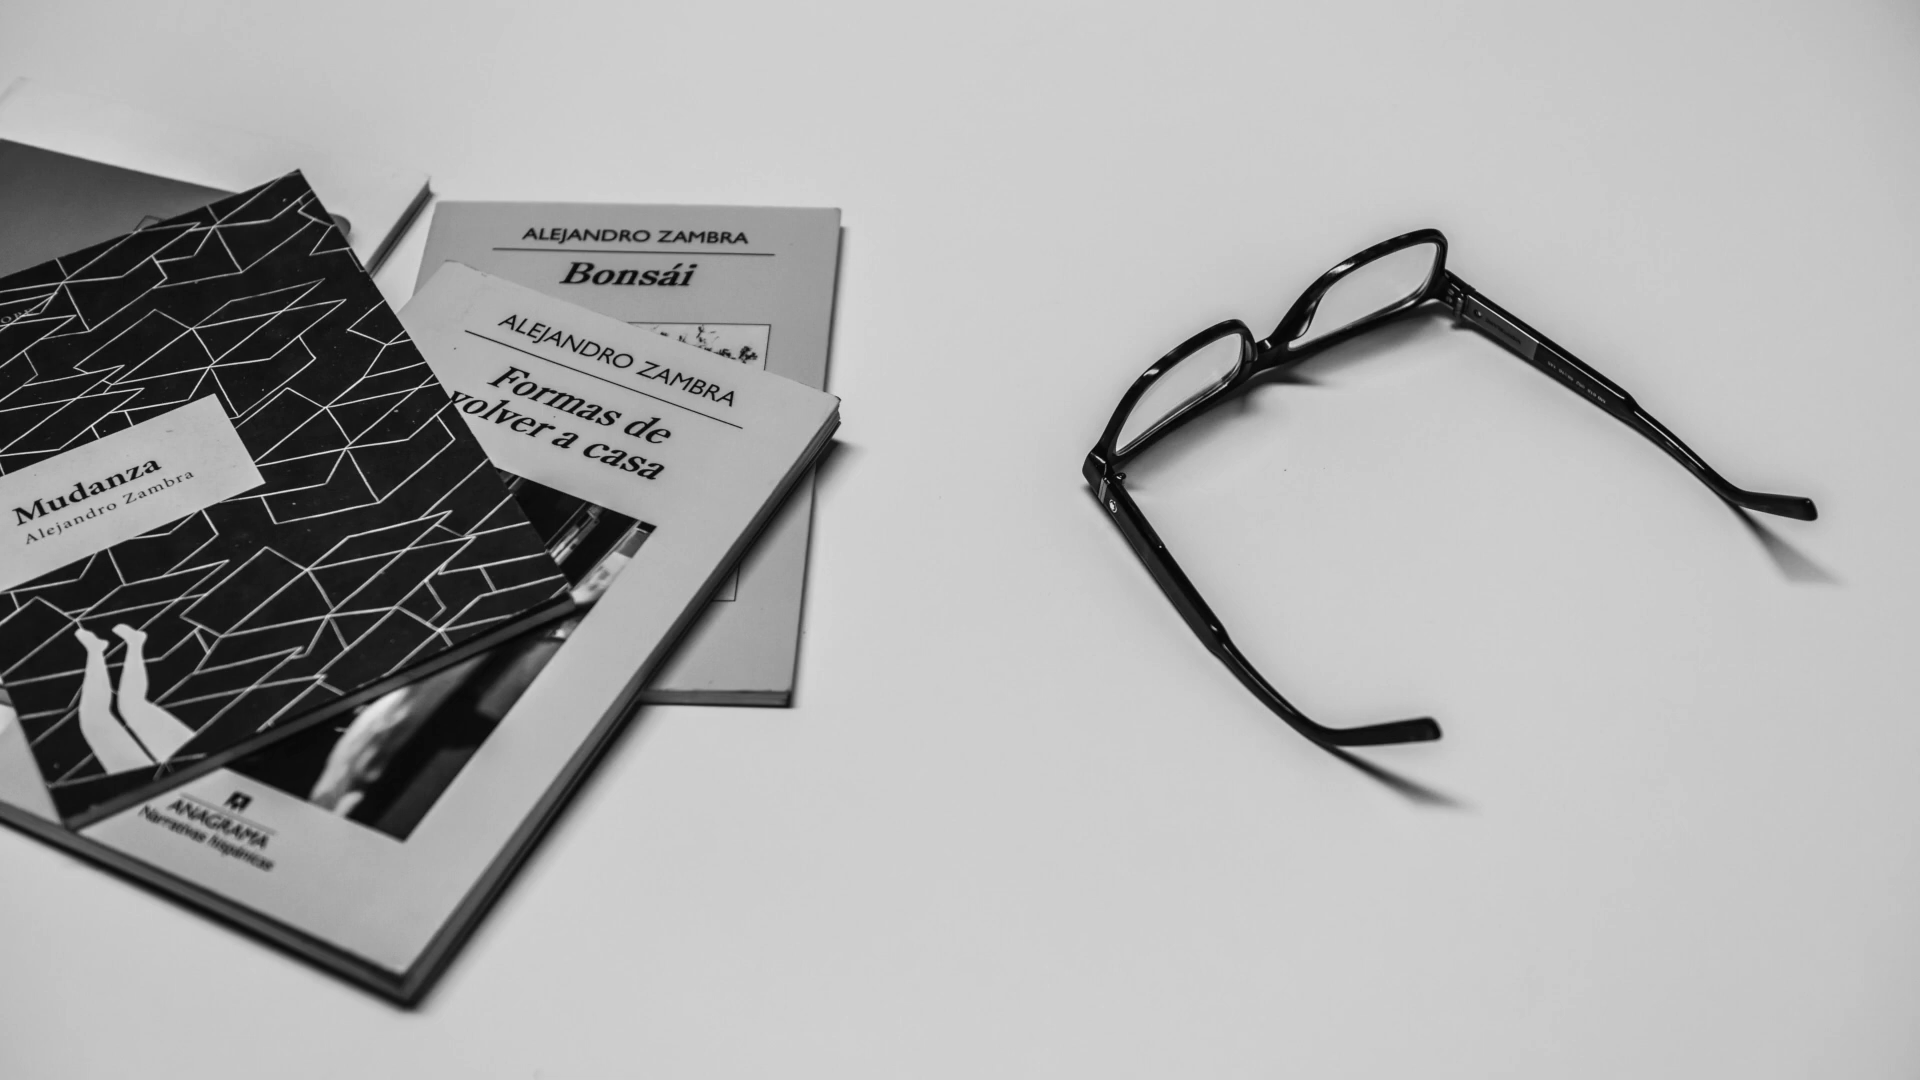 ALEJANDRO ZAMBRA
Bonsái
ALEJANDRO ZAMBRA
Formas de
volver a casa
Mudanza
Alejandro Zambra
ANAGRAMA
Narrativas hispánicas